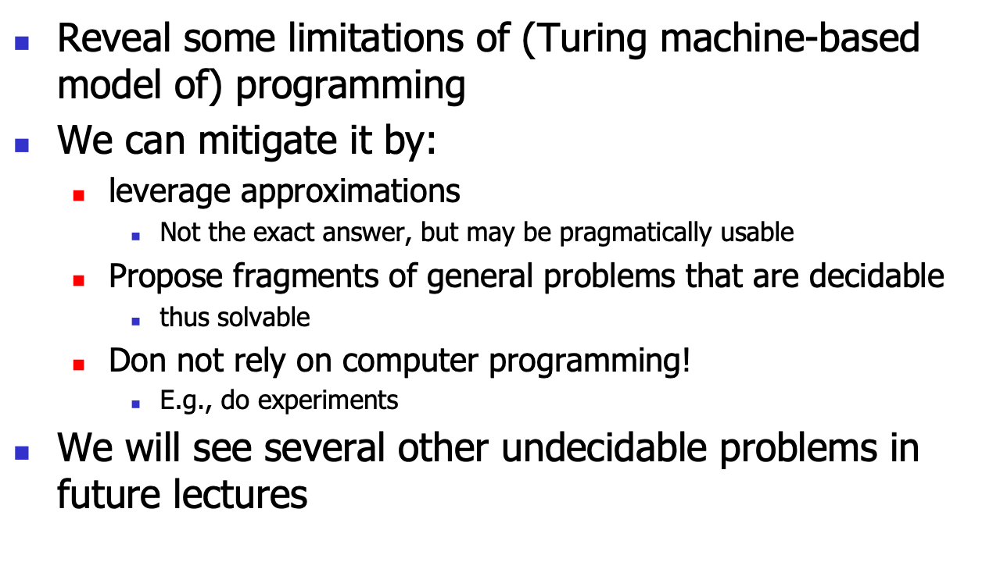 Reveal some limitations of (Turing machine-based
model of) programming
We can mitigate it by:
leverage approximations
Not the exact answer, but may be pragmatically usable
Propose fragments of general problems that are decidable
thus solvable
Don not rely on computer programming!
E.g., do experiments
We will see several other undecidable problems in
future lectures